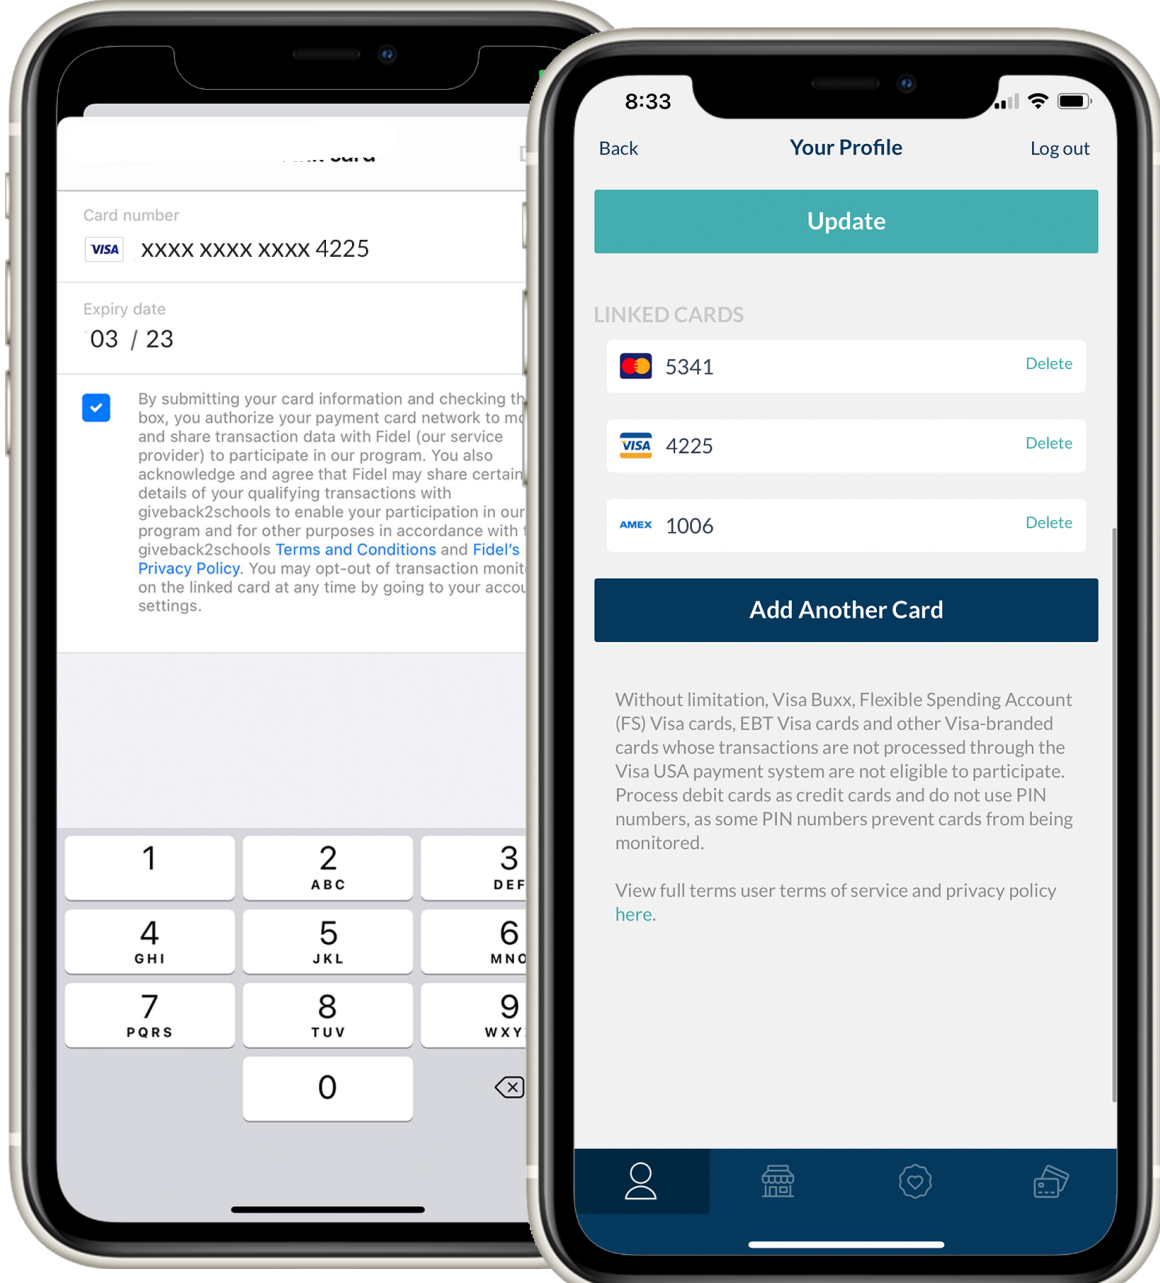 Card number
VISA xxxx xxxx xxxx 4225
Expiry date
03 / 23
By submitting your card information and checking
box, you authorize your payment card network to
and share transaction data with Fidel (our service
provider) to participate in our program. You also
acknowledge and agree that Fidel may share certain
details of your qualifying transactions with
giveback2schools to enable your participation in our
program and for other purposes in accordance with
giveback2schools Terms and Conditions and Fidel's
Privacy Policy. You may opt-out of transaction
on the linked card at any time by going to your
settings.
1
2
ABC
3
DEF
4
GHI
5
JKL
6
MNO
7
PQRS
8
TUV
9
0
8:33
Back
Your Profile
Log out
Update
LINKED CARDS
5341
Delete
VISA 4225
Delete
AMEX 1006
Delete
Add Another Card
Without limitation, Visa Buxx, Flexible Spending Account
(FS) Visa cards, EBT Visa cards and other Visa-branded
cards whose transactions are not processed through the
Visa USA payment system are not eligible to participate.
Process debit cards as credit cards and do not use PIN
numbers, as some PIN numbers prevent cards from being
monitored.
View full terms user terms of service and privacy policy
here.